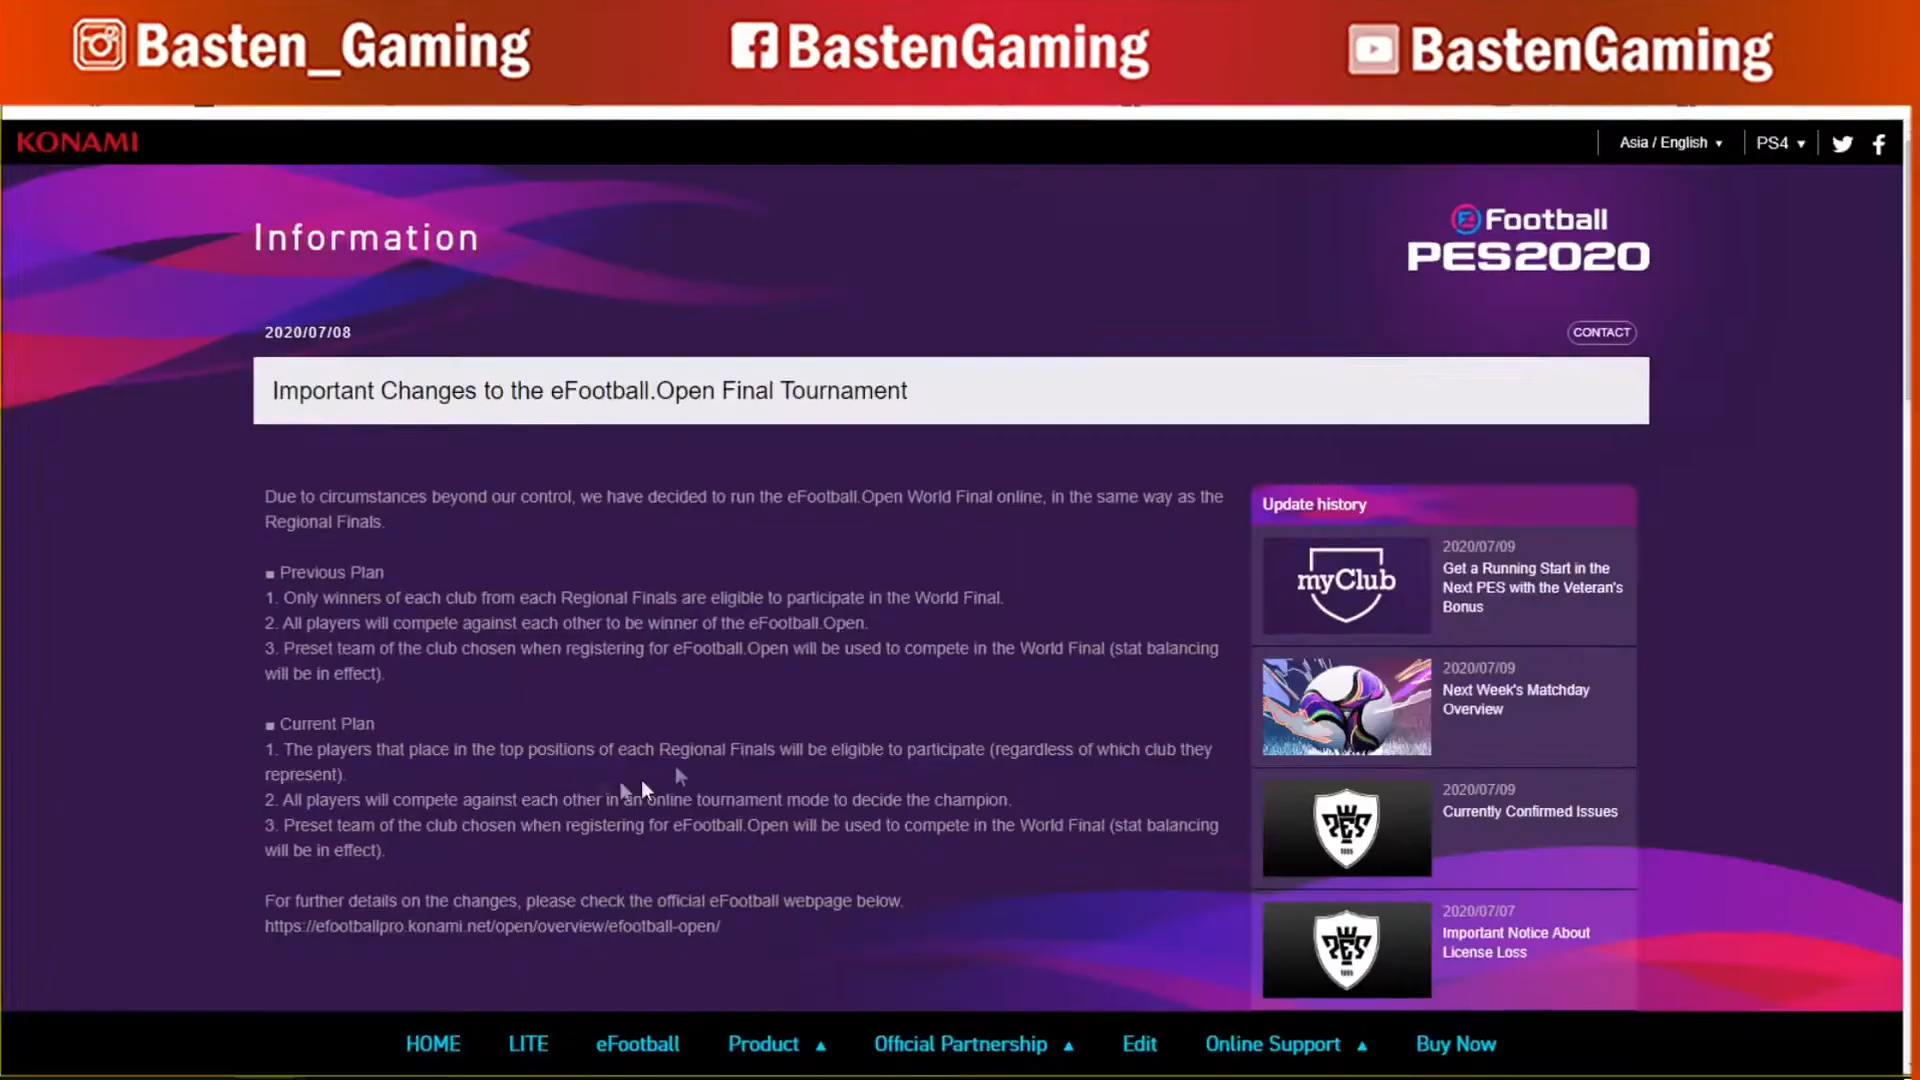 Basten_Gaming
BastenGaming
BastenGaming
KONAMI
Asia / English ▼
PS4 ▼
Information
eFootball
PES2020
2020/07/08
CONTACT
Important Changes to the eFootball.Open Final Tournament
Due to circumstances beyond our control, we have decided to run the eFootball.Open World Final online, in the same way as the
Regional Finals.
■ Previous Plan
1. Only winners of each club from each Regional Finals are eligible to participate in the World Final.
2. All players will compete against each other to be winner of the eFootball.Open.
3. Preset team of the club chosen when registering for eFootball.Open will be used to compete in the World Final (stat balancing
will be in effect).
■ Current Plan
1. The players that place in the top positions of each Regional Finals will be eligible to participate (regardless of which club they
represent).
2. All players will compete against each other in an online tournament mode to decide the champion.
3. Preset team of the club chosen when registering for eFootball.Open will be used to compete in the World Final (stat balancing
will be in effect).
For further details on the changes, please check the official eFootball webpage below.
https://efootballpro.konami.net/open/overview/efootball-open/
Update history
myClub
2020/07/09
Get a Running Start in the
Next PES with the Veteran's
Bonus
2020/07/09
Next Week's Matchday
Overview
PES
1995
2020/07/09
Currently Confirmed Issues
PES
1995
2020/07/07
Important Notice About
License Loss
HOME
LITE
eFootball
Product ▲
Official Partnership ▲
Edit
Online Support ▲
Buy Now